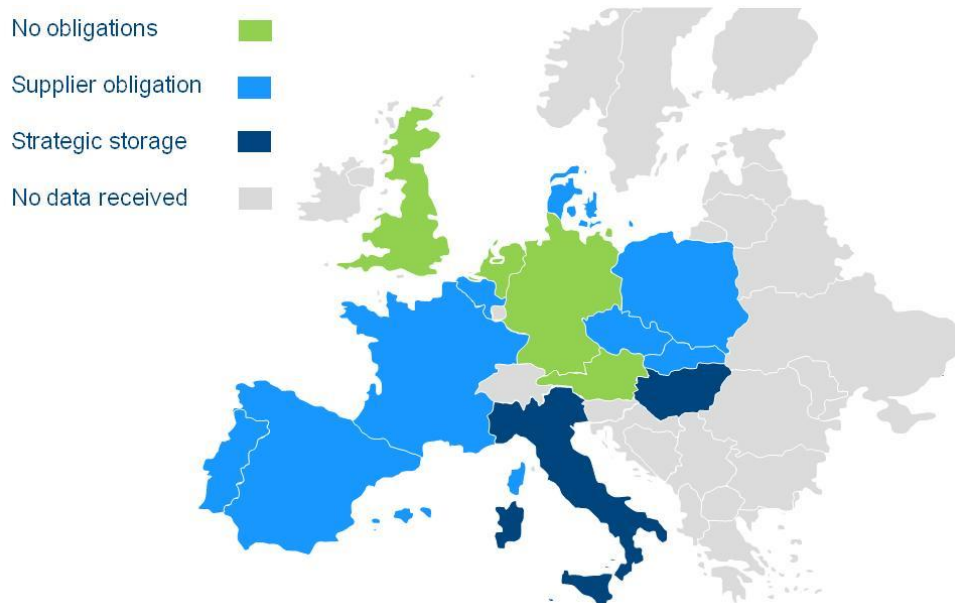 No obligations
Supplier obligation
Strategic storage
No data received